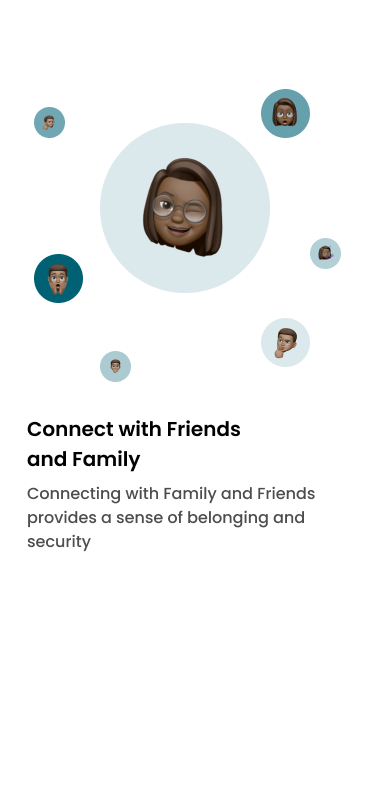 Connect with Friends
and Family
Connecting with Family and Friends
provides a sense of belonging and
security